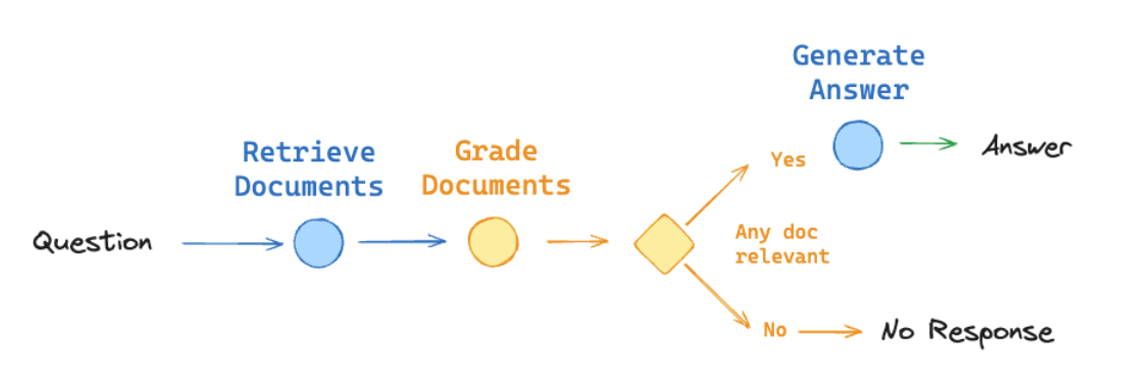 Question
Retrieve
Documents
Grade
Documents
Any doc
relevant
Yes
Generate
Answer
Answer
No
No Response